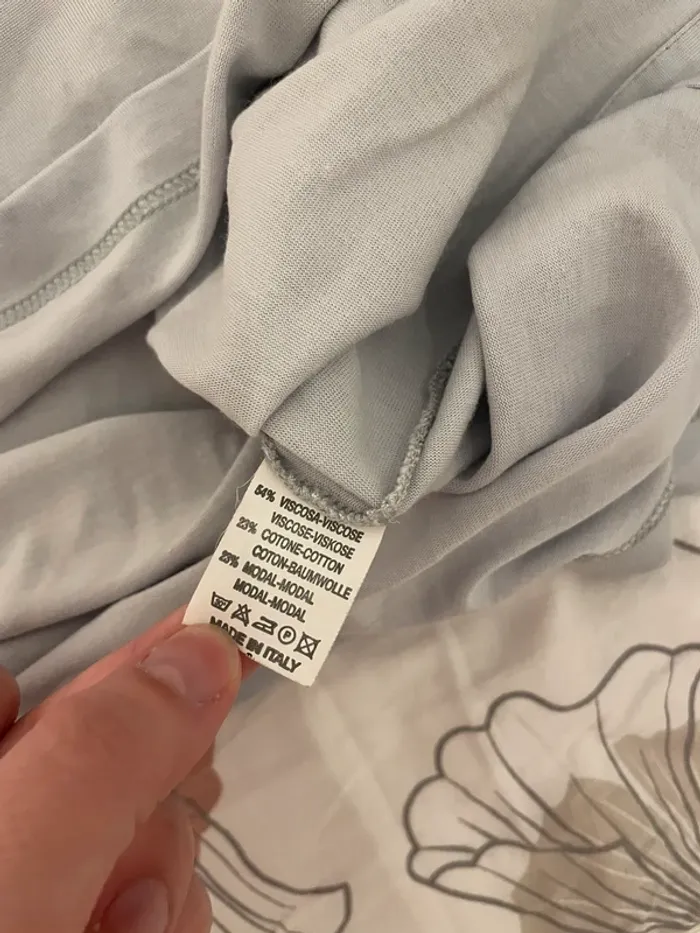 54% VISCOSA-VISCOSE
VISCOSE-VISKOSE
23% COTONE-COTTON
COTON-BAUMWOLLE
23% MODAL-MODAL
MODAL-MODAL
MADE IN ITALY